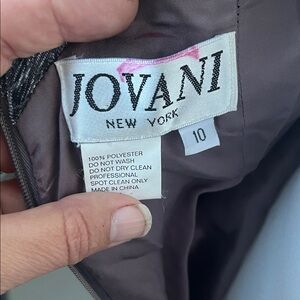 JOVANI
NEW YORK
10
100% POLYESTER
DO NOT WASH
DO NOT DRY CLEAN
PROFESSIONAL
SPOT CLEAN ONLY
MADE IN CHINA